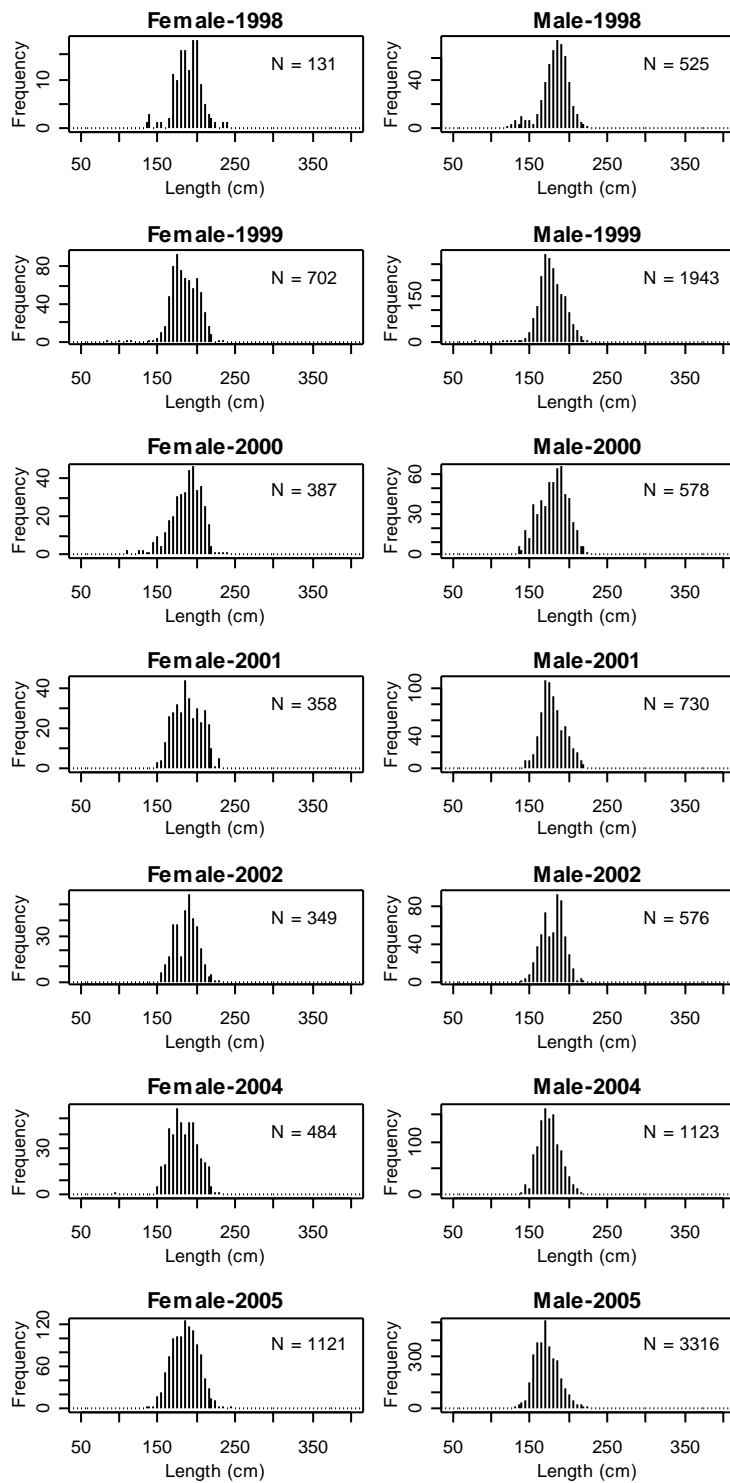 Female-1998 Male-1998
Frequency 0 10 N = 131 Frequency 0 40 N = 525
50 150 250 350 50 150 250 350
Length (cm) Length (cm)
Female-1999 Male-1999
Frequency 0 40 80 N = 702 Frequency 0 150 N = 1943
50 150 250 350 50 150 250 350
Length (cm) Length (cm)
Female-2000 Male-2000
Frequency 0 20 40 N = 387 Frequency 0 30 60 N = 578
50 150 250 350 50 150 250 350
Length (cm) Length (cm)
Female-2001 Male-2001
Frequency 0 20 40 N = 358 Frequency 0 40 100 N = 730
50 150 250 350 50 150 250 350
Length (cm) Length (cm)
Female-2002 Male-2002
Frequency 0 30 N = 349 Frequency 0 40 80 N = 576
50 150 250 350 50 150 250 350
Length (cm) Length (cm)
Female-2004 Male-2004
Frequency 0 30 N = 484 Frequency 0 100 N = 1123
50 150 250 350 50 150 250 350
Length (cm) Length (cm)
Female-2005 Male-2005
Frequency 0 60 120 N = 1121 Frequency 0 300 N = 3316
50 150 250 350 50 150 250 350
Length (cm) Length (cm)